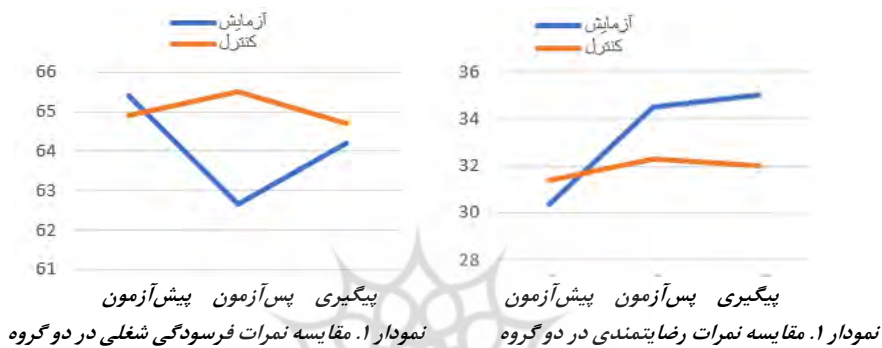 آزمایش
کنترل
66
65
64
63
62
61
پیش‌آزمون پس‌آزمون پیگیری
نمودار ۱. مقایسه نمرات فرسودگی شغلی در دو گروه
آزمایش
کنترل
36
34
32
30
28
پیش‌آزمون پس‌آزمون پیگیری
نمودار ۱. مقایسه نمرات رضایتمندی در دو گروه